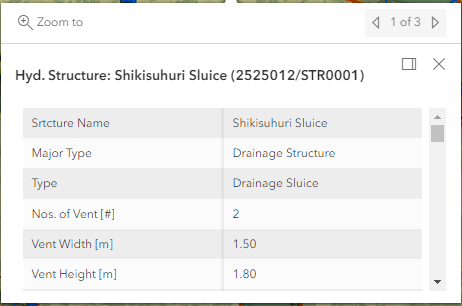 Zoom to
1 of 3
Hyd. Structure: Shikisuhuri Sluice (2525012/STR0001)
Srtcture Name Shikisuhuri Sluice
Major Type Drainage Structure
Type Drainage Sluice
Nos. of Vent [#] 2
Vent Width [m] 1.50
Vent Height [m] 1.80